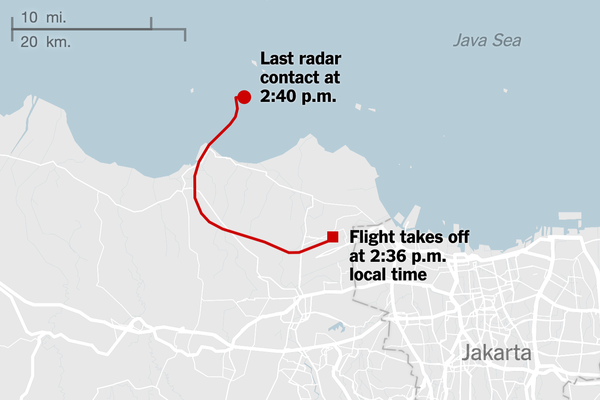 10 mi.
20 km.
Java Sea
Last radar
contact at
2:40 p.m.
Flight takes off
at 2:36 p.m.
local time
Jakarta